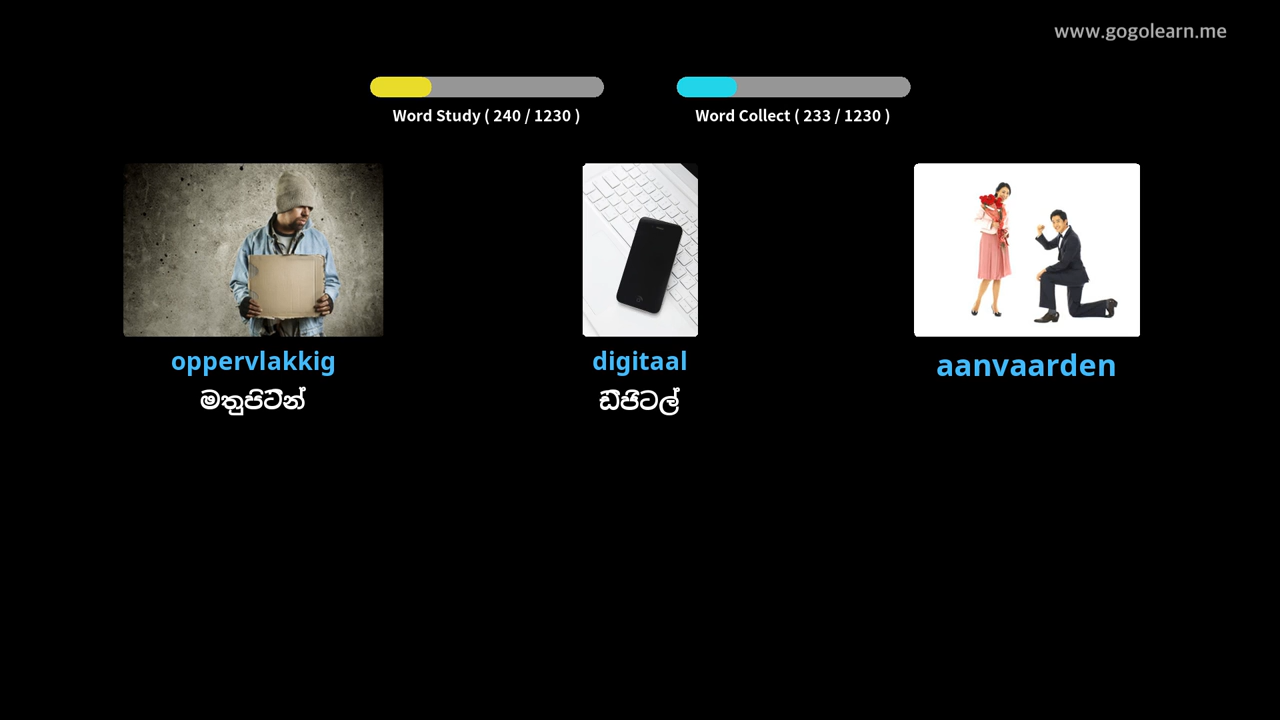 www.gogolearn.me
Word Study ( 240 / 1230 )
Word Collect ( 233 / 1230 )
oppervlakkig
මතුපිටින්
digitaal
ඩිජිටල්
aanvaarden